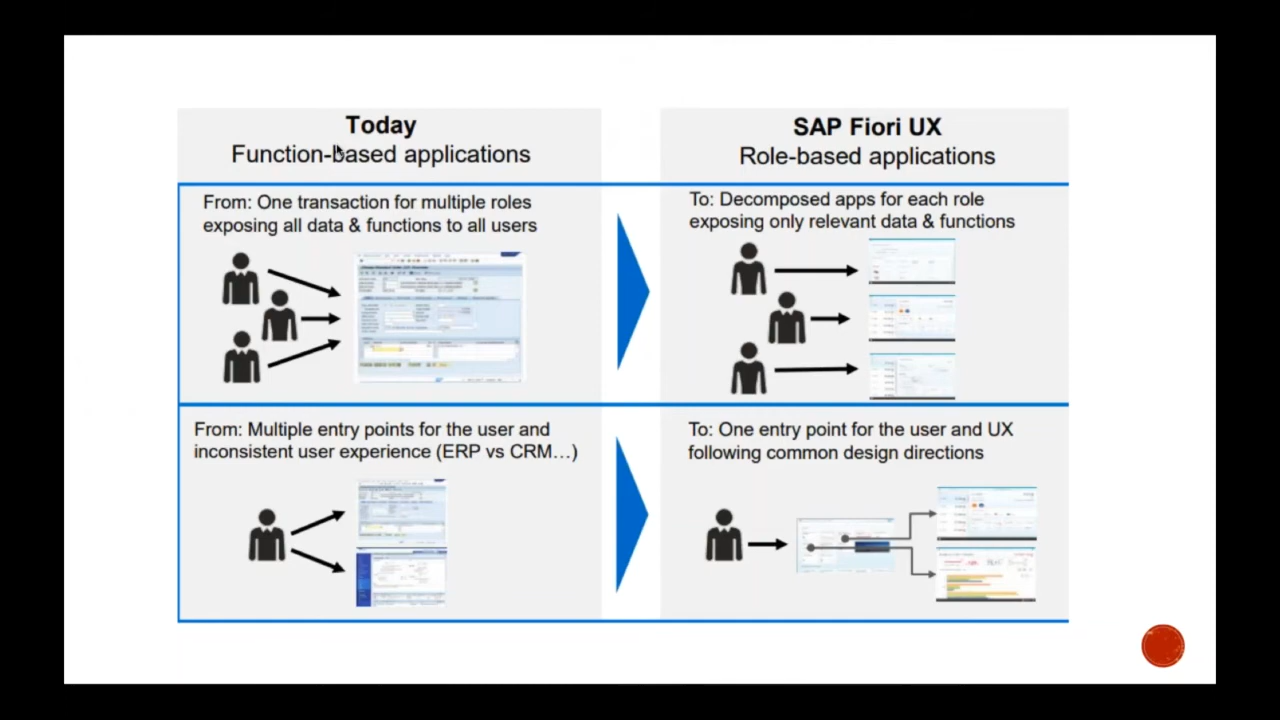 Today
Function-based applications
SAP Fiori UX
Role-based applications
From: One transaction for multiple roles
exposing all data & functions to all users
To: Decomposed apps for each role
exposing only relevant data & functions
From: Multiple entry points for the user and
inconsistent user experience (ERP vs CRM…)
To: One entry point for the user and UX
following common design directions